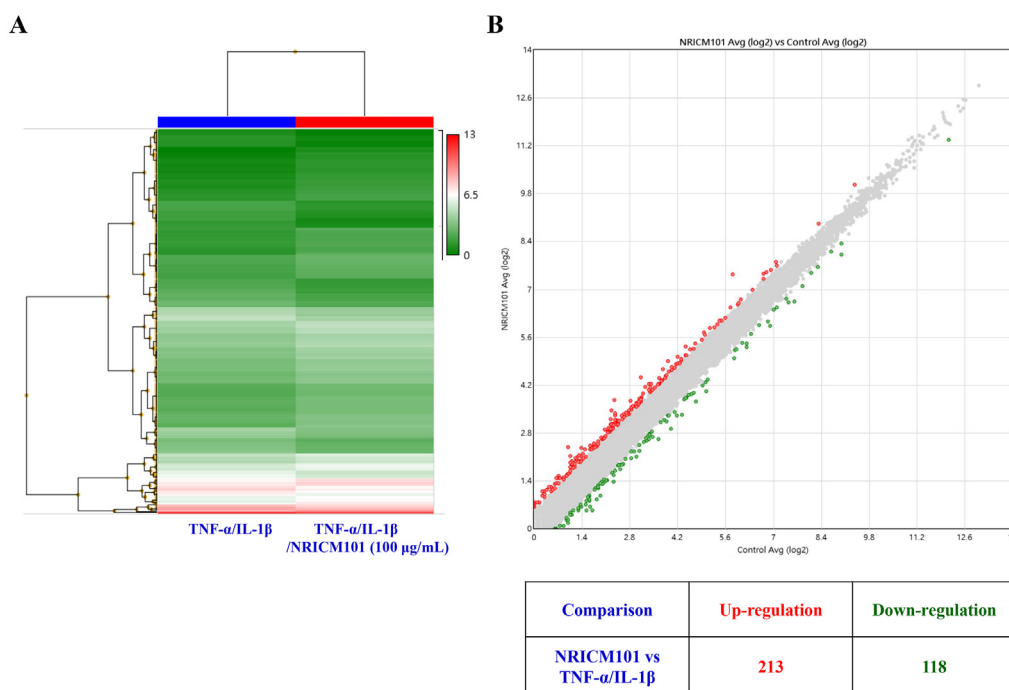 A
13
6.5
0
TNF-α/IL-1β
TNF-α/IL-1β
/NRICM101 (100 μg/mL)
B
NRICM101 Avg (log2) vs Control Avg (log2)
14
12.6
11.2
9.8
8.4
7
5.6
4.2
2.8
1.4
0
NRICM101 Avg (log2)
0
1.4
2.8
4.2
5.6
7
8.4
9.8
11.2
12.6
14
Control Avg (log2)
Comparison
Up-regulation
Down-regulation
NRICM101 vs
TNF-α/IL-1β
213
118